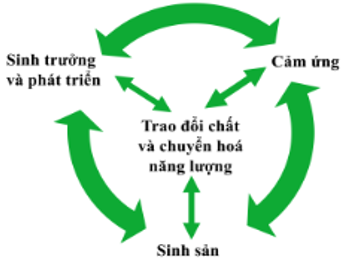 Sinh trưởng
và phát triển
Cảm ứng
Trao đổi chất
và chuyển hoá
năng lượng
Sinh sản